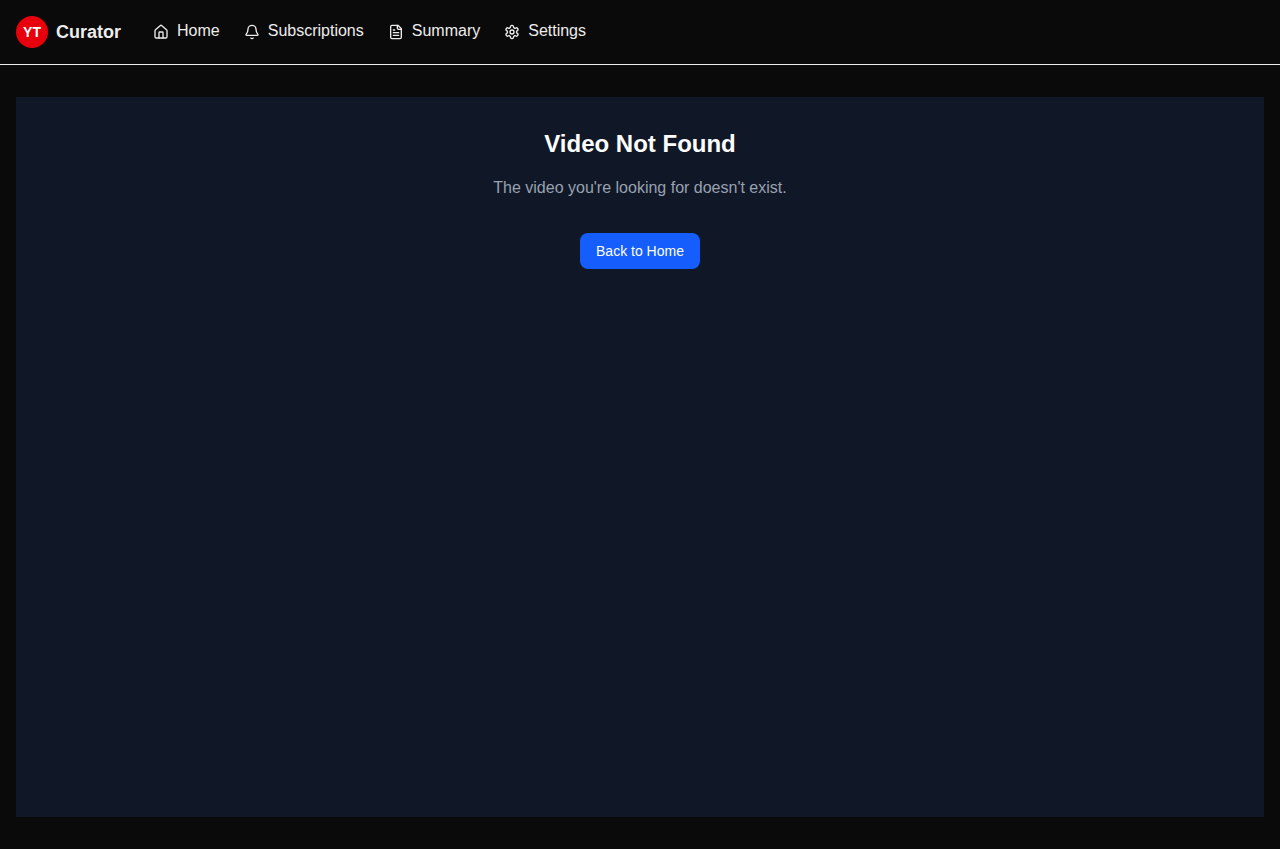 YT Curator Home Subscriptions Summary Settings
Video Not Found
The video you're looking for doesn't exist.
Back to Home